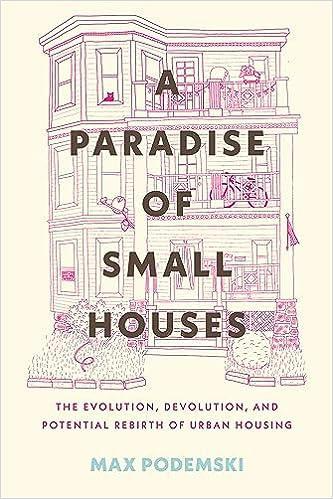 A
PARADISE
OF
SMALL
HOUSES
THE EVOLUTION, DEVOLUTION, AND
POTENTIAL REBIRTH OF URBAN HOUSING
MAX PODEMSKI